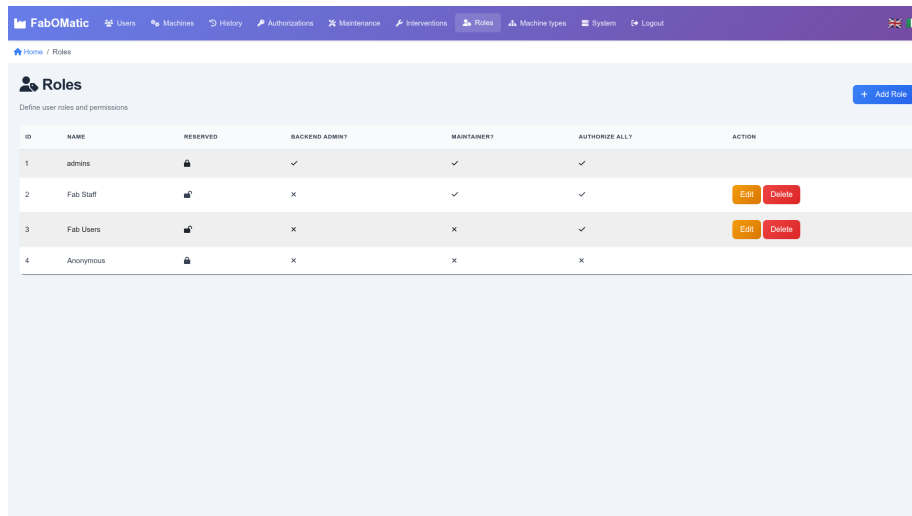 FabOMatic Users Machines History Authorizations Maintenance Interventions Roles Machine types System Logout
Home / Roles
Roles
Define user roles and permissions
+ Add Role
ID NAME RESERVED BACKEND ADMIN? MAINTAINER? AUTHORIZE ALL? ACTION
1 admins
2 Fab Staff Edit Delete
3 Fab Users Edit Delete
4 Anonymous